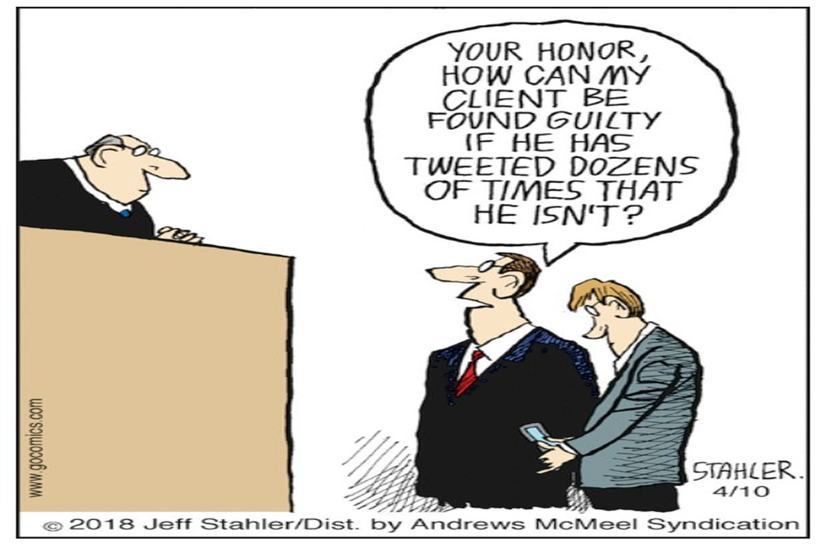 YOUR HONOR,
HOW CAN MY
CLIENT BE
FOUND GUILTY
IF HE HAS
TWEETED DOZENS
OF TIMES THAT
HE ISN'T?
www.gocomics.com
STAHLER.
4/10
© 2018 Jeff Stahler/Dist. by Andrews McMeel Syndication